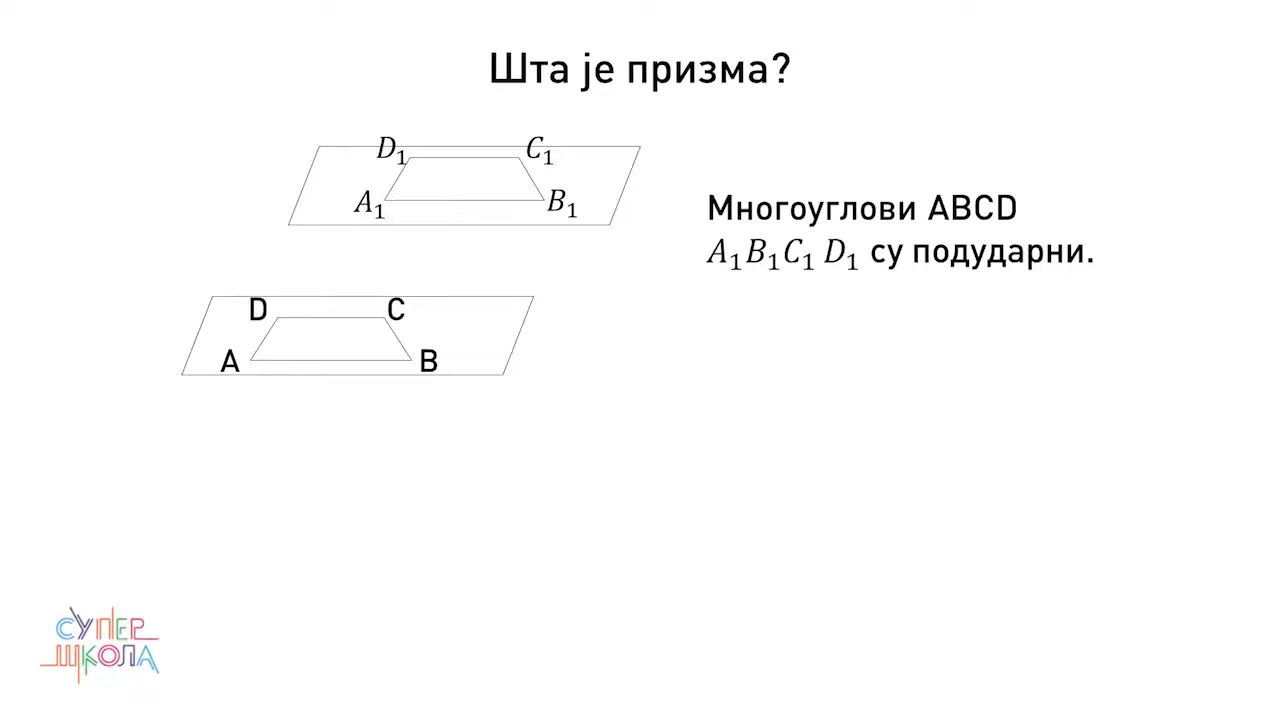 Шта је призма?
D₁ C₁
A₁ B₁
Многоуглови ABCD
A₁B₁C₁ D₁ су подударни.
D C
A B
СУПЕР
ШКОЛА